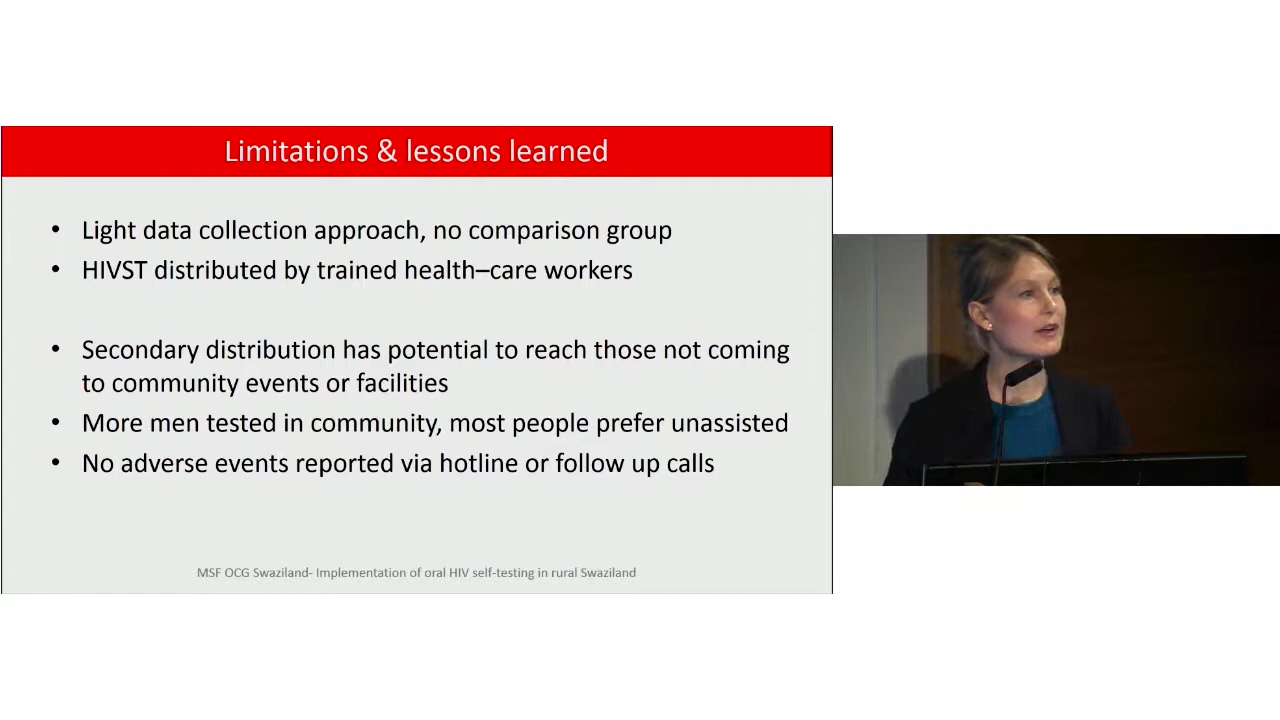 Limitations & lessons learned
• Light data collection approach, no comparison group
• HIVST distributed by trained health–care workers
• Secondary distribution has potential to reach those not coming
to community events or facilities
• More men tested in community, most people prefer unassisted
• No adverse events reported via hotline or follow up calls
MSF OCG Swaziland- Implementation of oral HIV self-testing in rural Swaziland